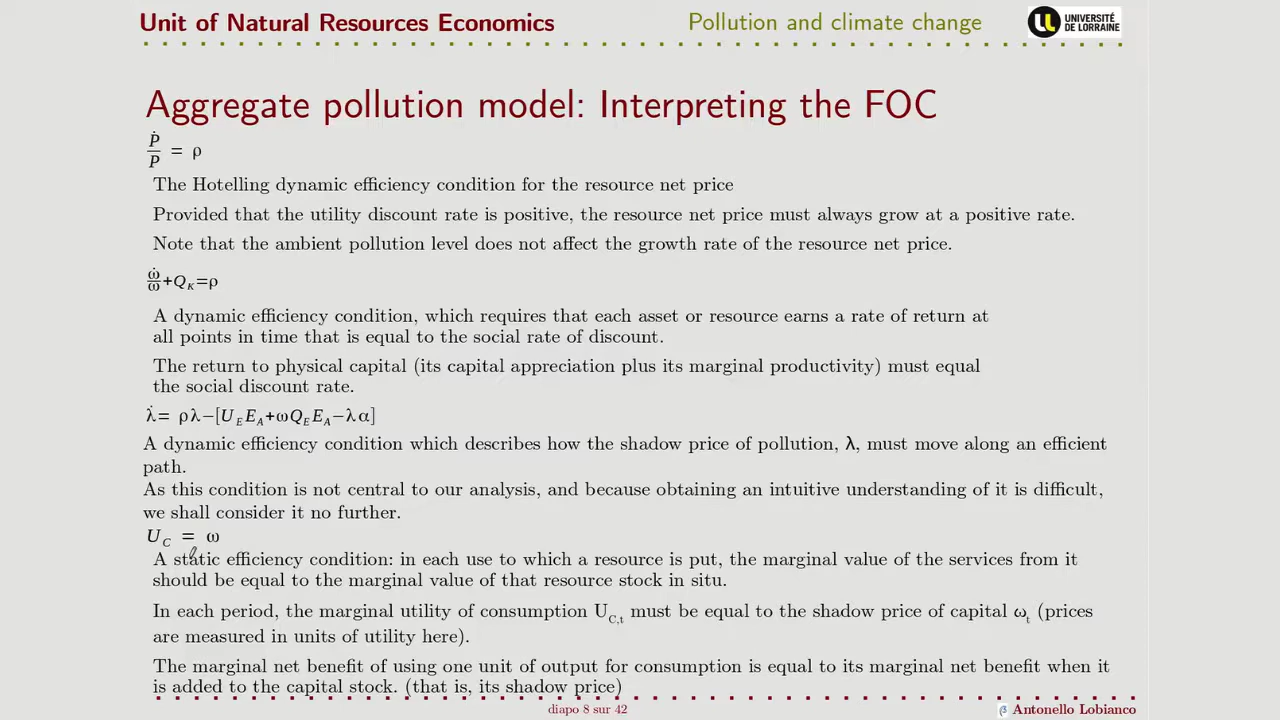 Unit of Natural Resources Economics
Pollution and climate change
UNIVERSITÉ
DE LORRAINE
Aggregate pollution model: Interpreting the FOC
Ṗ/P = ρ
The Hotelling dynamic efficiency condition for the resource net price
Provided that the utility discount rate is positive, the resource net price must always grow at a positive rate.
Note that the ambient pollution level does not affect the growth rate of the resource net price.
ω̇/ω +Q_K=ρ
A dynamic efficiency condition, which requires that each asset or resource earns a rate of return at
all points in time that is equal to the social rate of discount.
The return to physical capital (its capital appreciation plus its marginal productivity) must equal
the social discount rate.
λ̇= ρλ−[U_E E_A+ωQ_E E_A−λα]
A dynamic efficiency condition which describes how the shadow price of pollution, λ, must move along an efficient
path.
As this condition is not central to our analysis, and because obtaining an intuitive understanding of it is difficult,
we shall consider it no further.
U_C = ω
A static efficiency condition: in each use to which a resource is put, the marginal value of the services from it
should be equal to the marginal value of that resource stock in situ.
In each period, the marginal utility of consumption U_C,t must be equal to the shadow price of capital ω_t (prices
are measured in units of utility here).
The marginal net benefit of using one unit of output for consumption is equal to its marginal net benefit when it
is added to the capital stock. (that is, its shadow price)
diapo 8 sur 42
β Antonello Lobianco